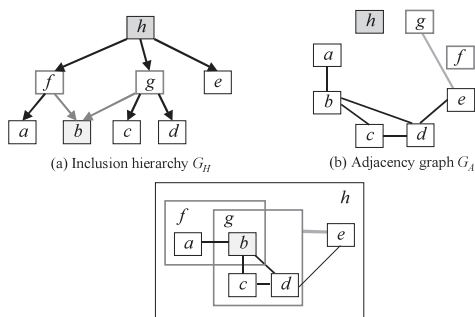 h
f g e
a b c d
(a) Inclusion hierarchy G_H
h g
f
a
e
b
c d
(b) Adjacency graph G_A
h
f g
a b e
c d